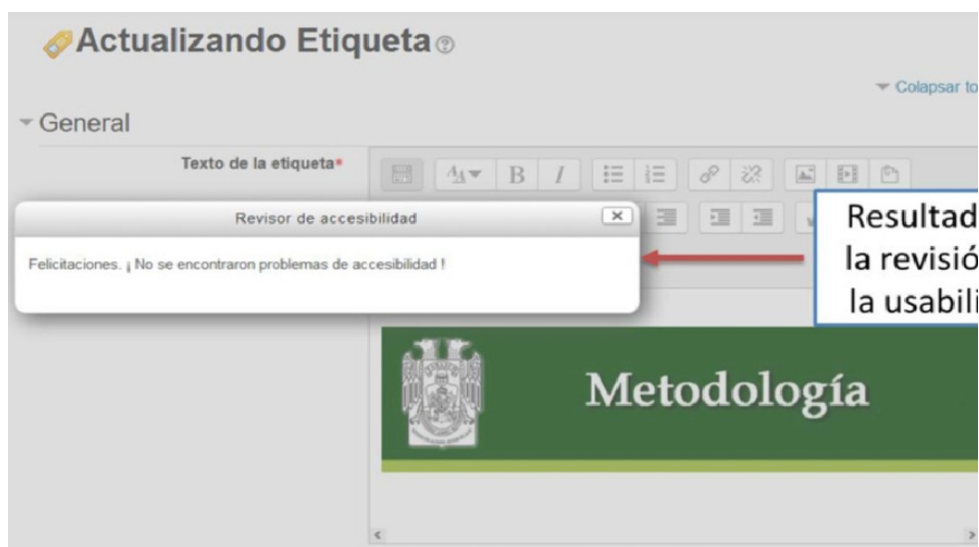 Actualizando Etiqueta
Colapsar to
General
Texto de la etiqueta*
Revisor de accesibilidad
Felicitaciones. ¡ No se encontraron problemas de accesibilidad !
Resultad
la revisió
la usabili
Metodología